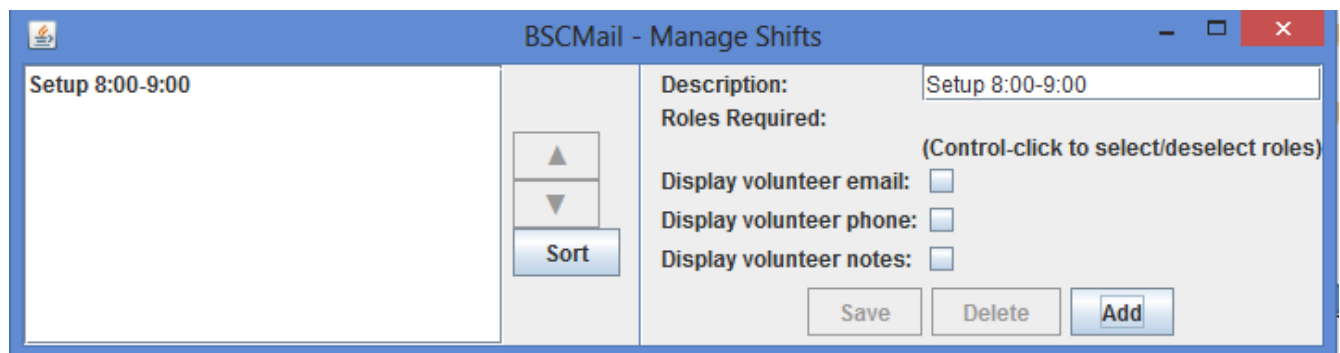 BSCMail - Manage Shifts
Setup 8:00-9:00
▲
▼
Sort
Description: Setup 8:00-9:00
Roles Required:
(Control-click to select/deselect roles)
Display volunteer email:
Display volunteer phone:
Display volunteer notes:
Save Delete Add